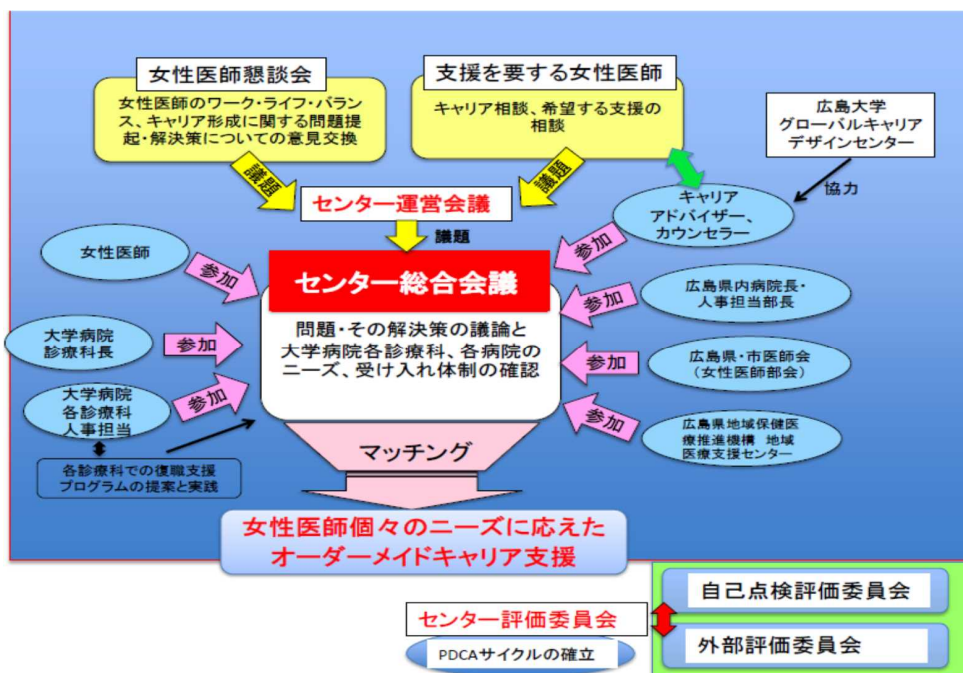 女性医師懇談会
女性医師のワーク・ライフ・バラン
ス、キャリア形成に関する問題提
起・解決策についての意見交換
支援を要する女性医師
キャリア相談、希望する支援の
相談
広島大学
グローバルキャリア
デザインセンター
協力
議題
議題
センター運営会議
議題
キャリア
アドバイザー、
カウンセラー
女性医師
参加
参加
センター総合会議
問題・その解決策の議論と
大学病院各診療科、各病院の
ニーズ、受け入れ体制の確認
参加
広島県内病院長・
人事担当部長
大学病院
診療科長
参加
参加
広島県・市医師会
(女性医師部会)
大学病院
各診療科
人事担当
参加
参加
広島県地域保健医
療推進機構 地域
医療支援センター
各診療科での復職支援
プログラムの提案と実践
マッチング
女性医師個々のニーズに応えた
オーダーメイドキャリア支援
センター評価委員会
PDCAサイクルの確立
自己点検評価委員会
外部評価委員会